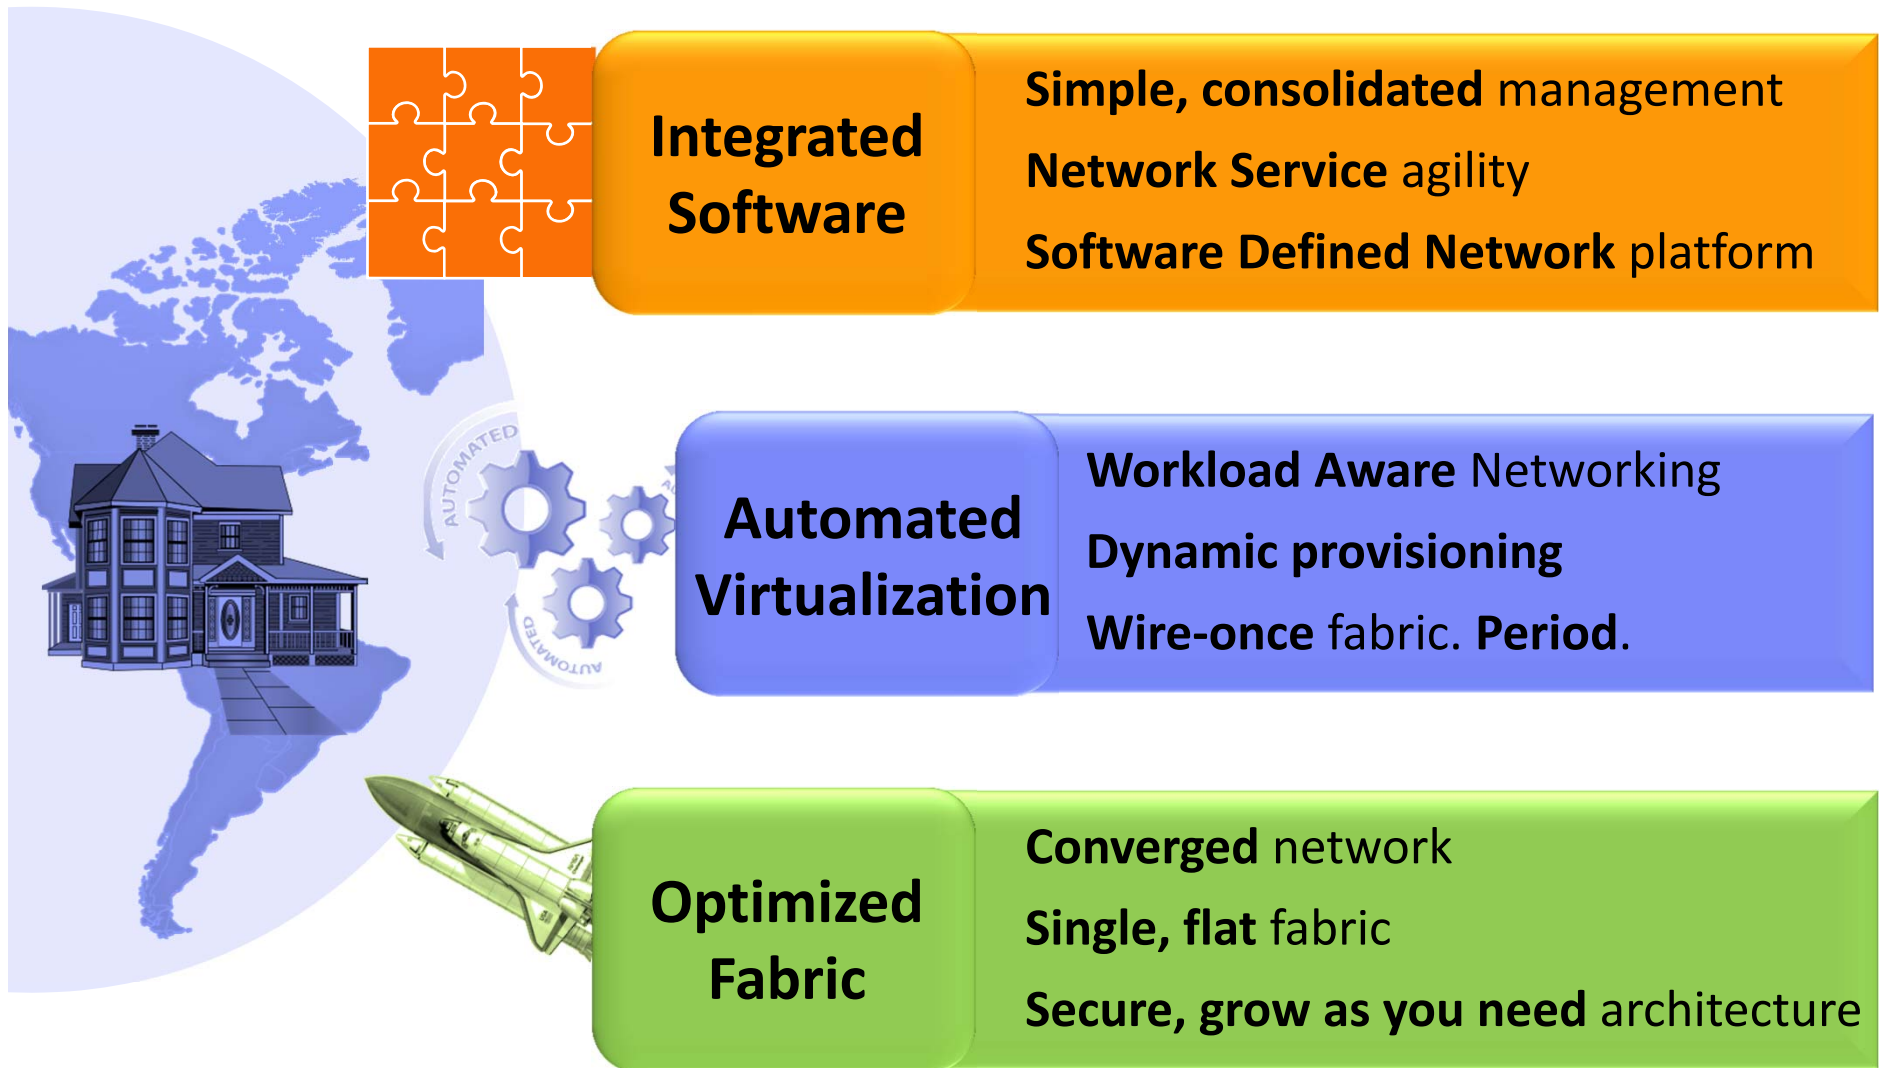 Integrated
Software
Simple, consolidated management
Network Service agility
Software Defined Network platform
AUTOMATED
AUTOMATED
Automated
Virtualization
Workload Aware Networking
Dynamic provisioning
Wire-once fabric. Period.
Optimized
Fabric
Converged network
Single, flat fabric
Secure, grow as you need architecture